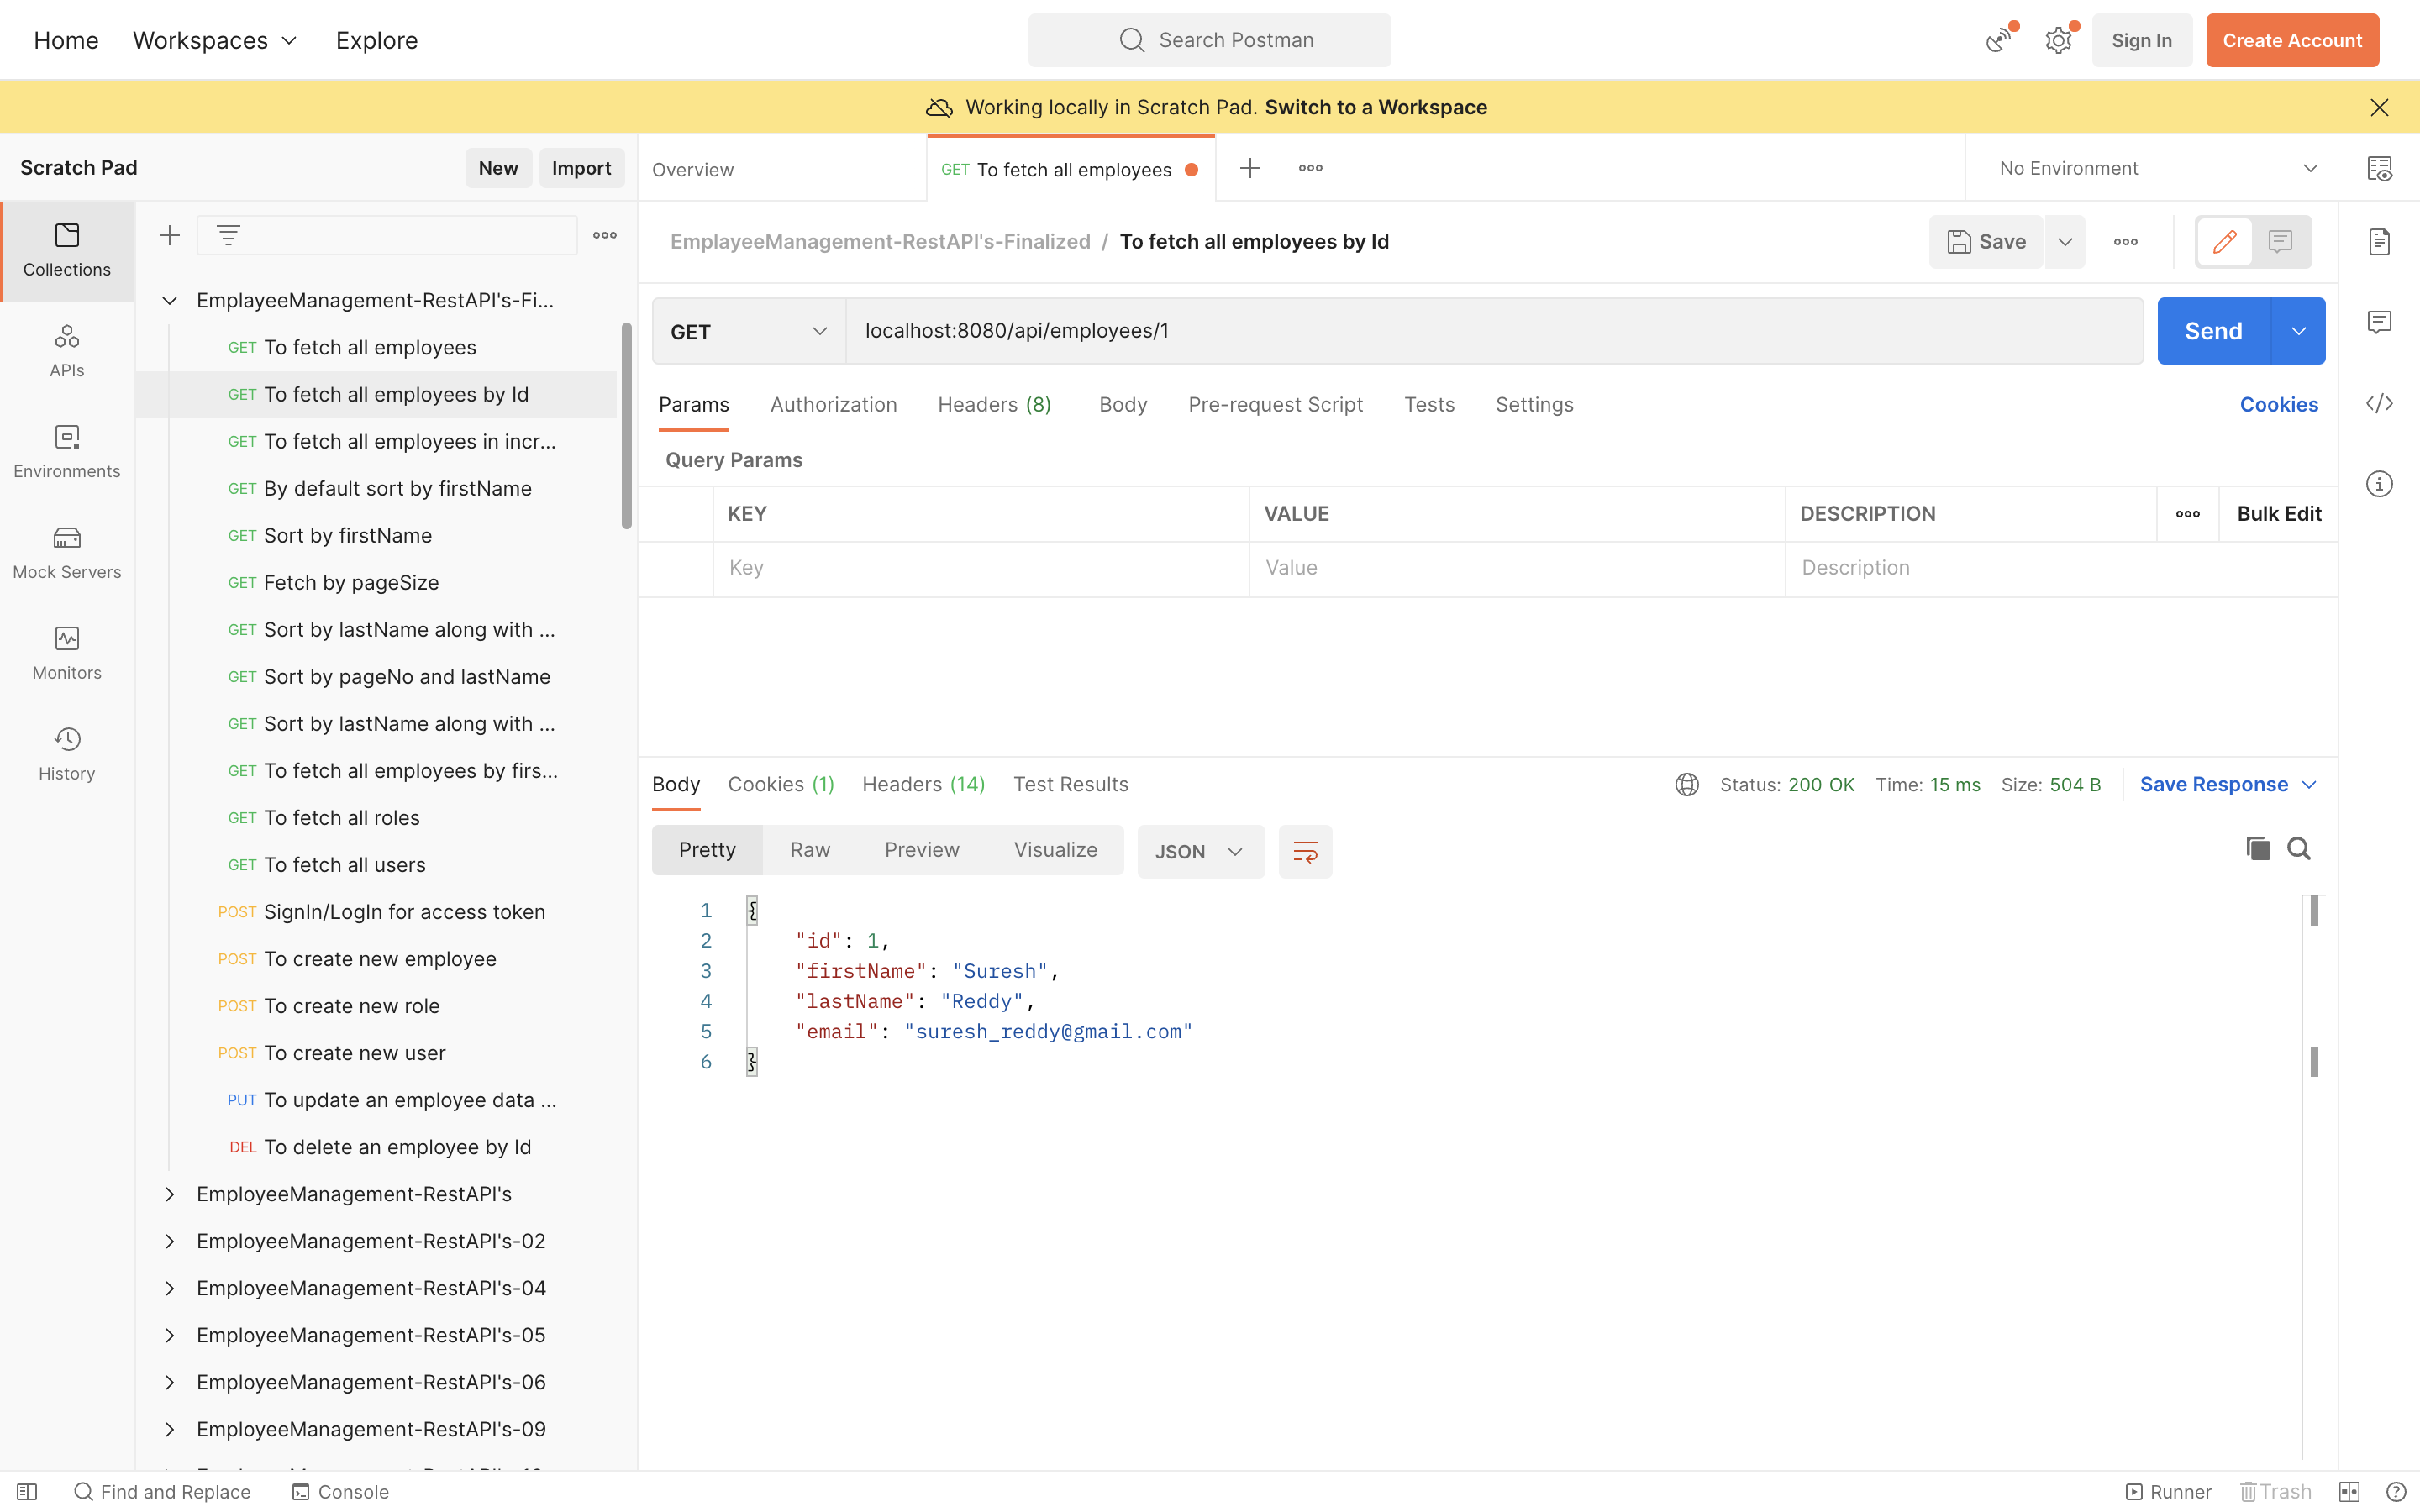 Home Workspaces Explore Search Postman Sign In Create Account
Working locally in Scratch Pad. Switch to a Workspace
Scratch Pad New Import
Overview GET To fetch all employees No Environment
Collections
APIs
Environments
Mock Servers
Monitors
History
EmplayeeManagement-RestAPI's-Fi...
GET To fetch all employees
GET To fetch all employees by Id
GET To fetch all employees in incr...
GET By default sort by firstName
GET Sort by firstName
GET Fetch by pageSize
GET Sort by lastName along with ...
GET Sort by pageNo and lastName
GET Sort by lastName along with ...
GET To fetch all employees by firs...
GET To fetch all roles
GET To fetch all users
POST SignIn/LogIn for access token
POST To create new employee
POST To create new role
POST To create new user
PUT To update an employee data ...
DEL To delete an employee by Id
EmployeeManagement-RestAPI's
EmployeeManagement-RestAPI's-02
EmployeeManagement-RestAPI's-04
EmployeeManagement-RestAPI's-05
EmployeeManagement-RestAPI's-06
EmployeeManagement-RestAPI's-09
EmplayeeManagement-RestAPI's-Finalized / To fetch all employees by Id
Save
GET localhost:8080/api/employees/1 Send
Params Authorization Headers (8) Body Pre-request Script Tests Settings Cookies
Query Params
KEY VALUE DESCRIPTION Bulk Edit
Key Value Description
Body Cookies (1) Headers (14) Test Results Status: 200 OK Time: 15 ms Size: 504 B Save Response
Pretty Raw Preview Visualize JSON
1 {
2 "id": 1,
3 "firstName": "Suresh",
4 "lastName": "Reddy",
5 "email": "suresh_reddy@gmail.com"
6 }
Find and Replace Console Runner Trash